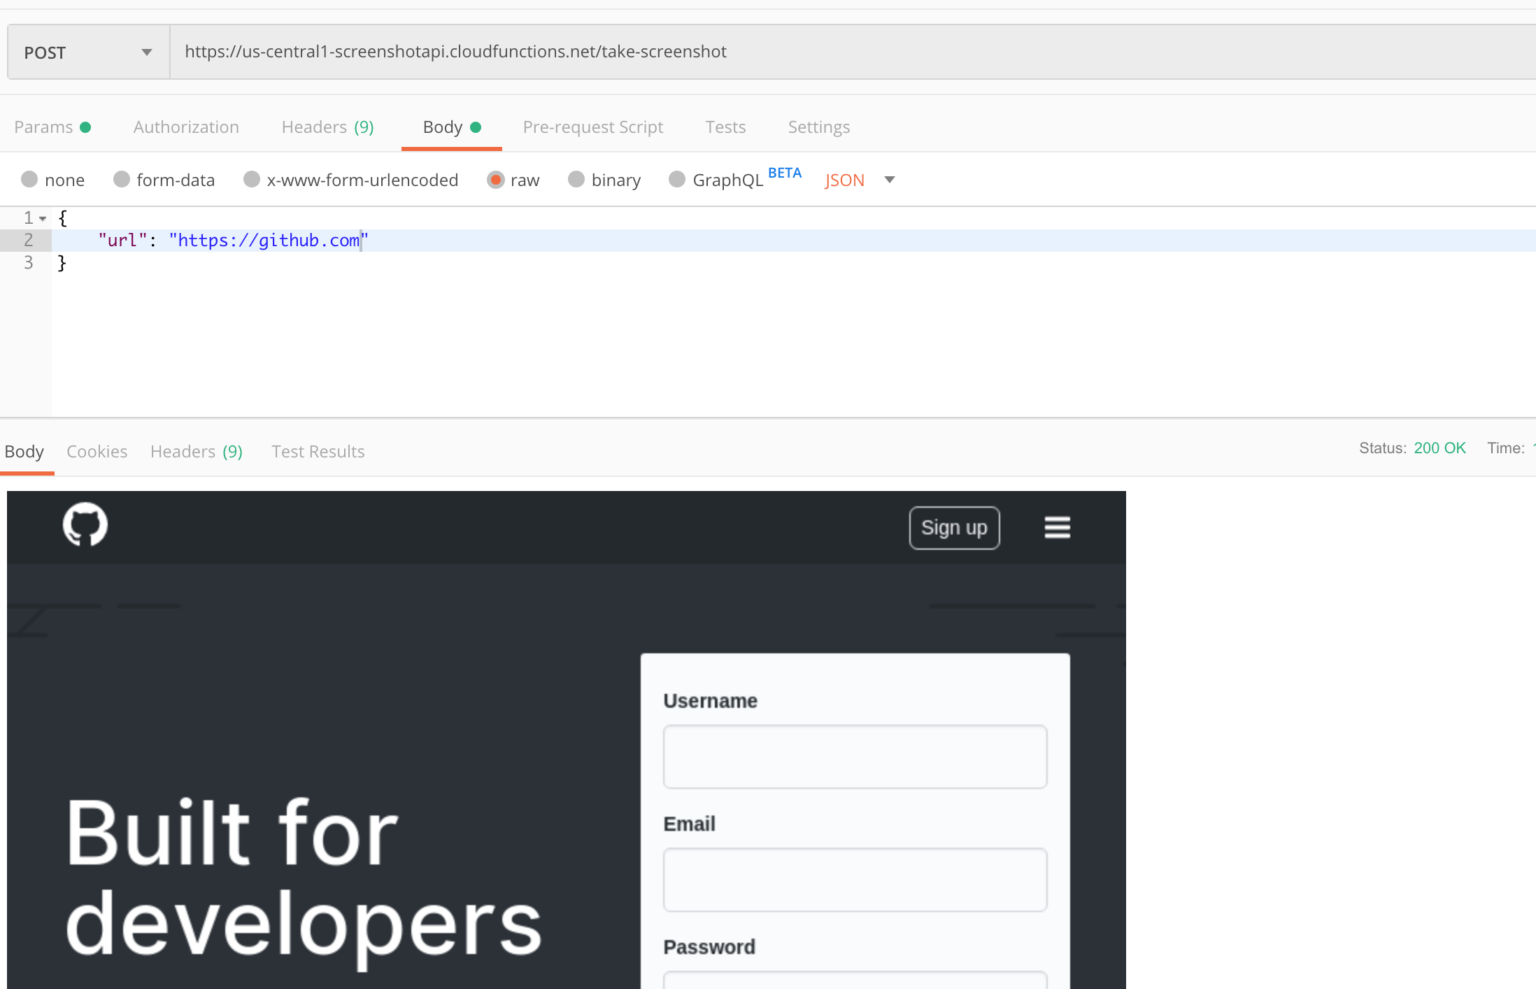 POST https://us-central1-screenshotapi.cloudfunctions.net/take-screenshot
Params Authorization Headers (9) Body Pre-request Script Tests Settings
none form-data x-www-form-urlencoded raw binary GraphQL BETA JSON
1 {
2 "url": "https://github.com"
3 }
Body Cookies Headers (9) Test Results Status: 200 OK Time:
Sign up
Username
Email
Built for
developers
Password